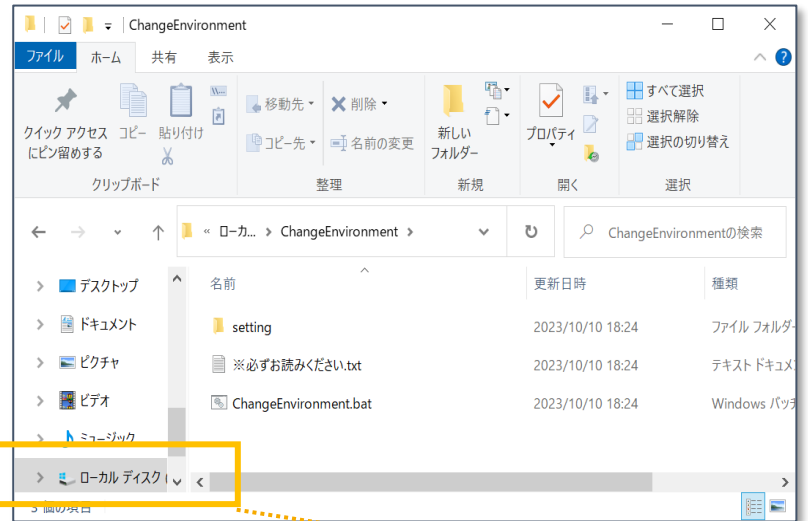 ChangeEnvironment
ファイル ホーム 共有 表示
クイック アクセス
にピン留めする
コピー
貼り付け
移動先
コピー先
削除
名前の変更
新しい
フォルダー
プロパティ
すべて選択
選択解除
選択の切り替え
クリップボード 整理 新規 開く 選択
« ローカ... › ChangeEnvironment ›
ChangeEnvironmentの検索
名前 更新日時 種類
デスクトップ
ドキュメント
ピクチャ
ビデオ
ミュージック
ローカル ディスク
setting 2023/10/10 18:24 ファイル フォルダー
※必ずお読みください.txt 2023/10/10 18:24 テキスト ドキュメ
ChangeEnvironment.bat 2023/10/10 18:24 Windows バッチ
3 個の項目